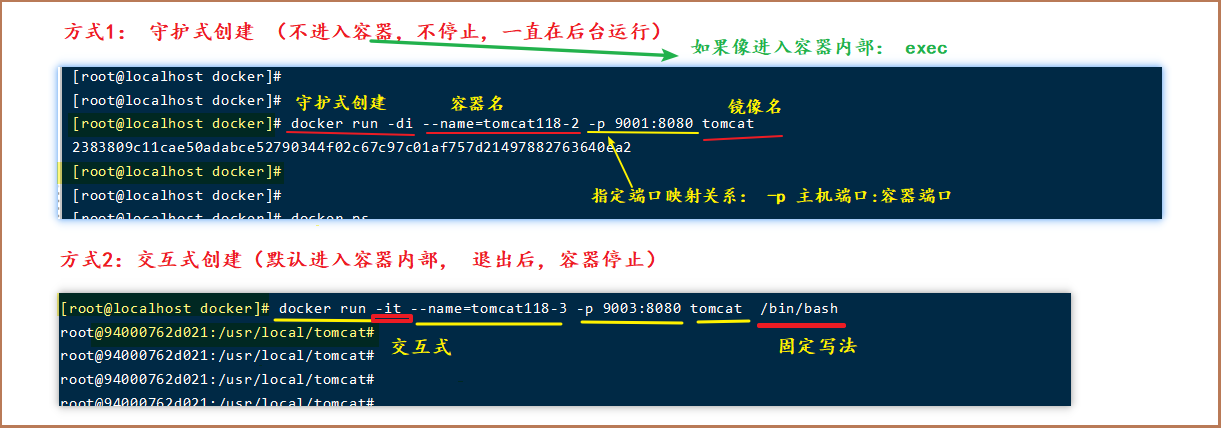 方式1： 守护式创建 （不进入容器，不停止，一直在后台运行）
如果像进入容器内部： exec
[root@localhost docker]#
[root@localhost docker]#
守护式创建 容器名 镜像名
[root@localhost docker]# docker run -di --name=tomcat118-2 -p 9001:8080 tomcat
2383809c11cae50adabce52790344f02c67c97c01af757d21497882763640ea2
[root@localhost docker]#
[root@localhost docker]#
指定端口映射关系： -p 主机端口:容器端口
[root@localhost docker]# docker ps
方式2：交互式创建（默认进入容器内部， 退出后，容器停止）
[root@localhost docker]# docker run -it --name=tomcat118-3 -p 9003:8080 tomcat /bin/bash
root@94000762d021:/usr/local/tomcat#
交互式 固定写法
root@94000762d021:/usr/local/tomcat#
root@94000762d021:/usr/local/tomcat#
root@94000762d021:/usr/local/tomcat#